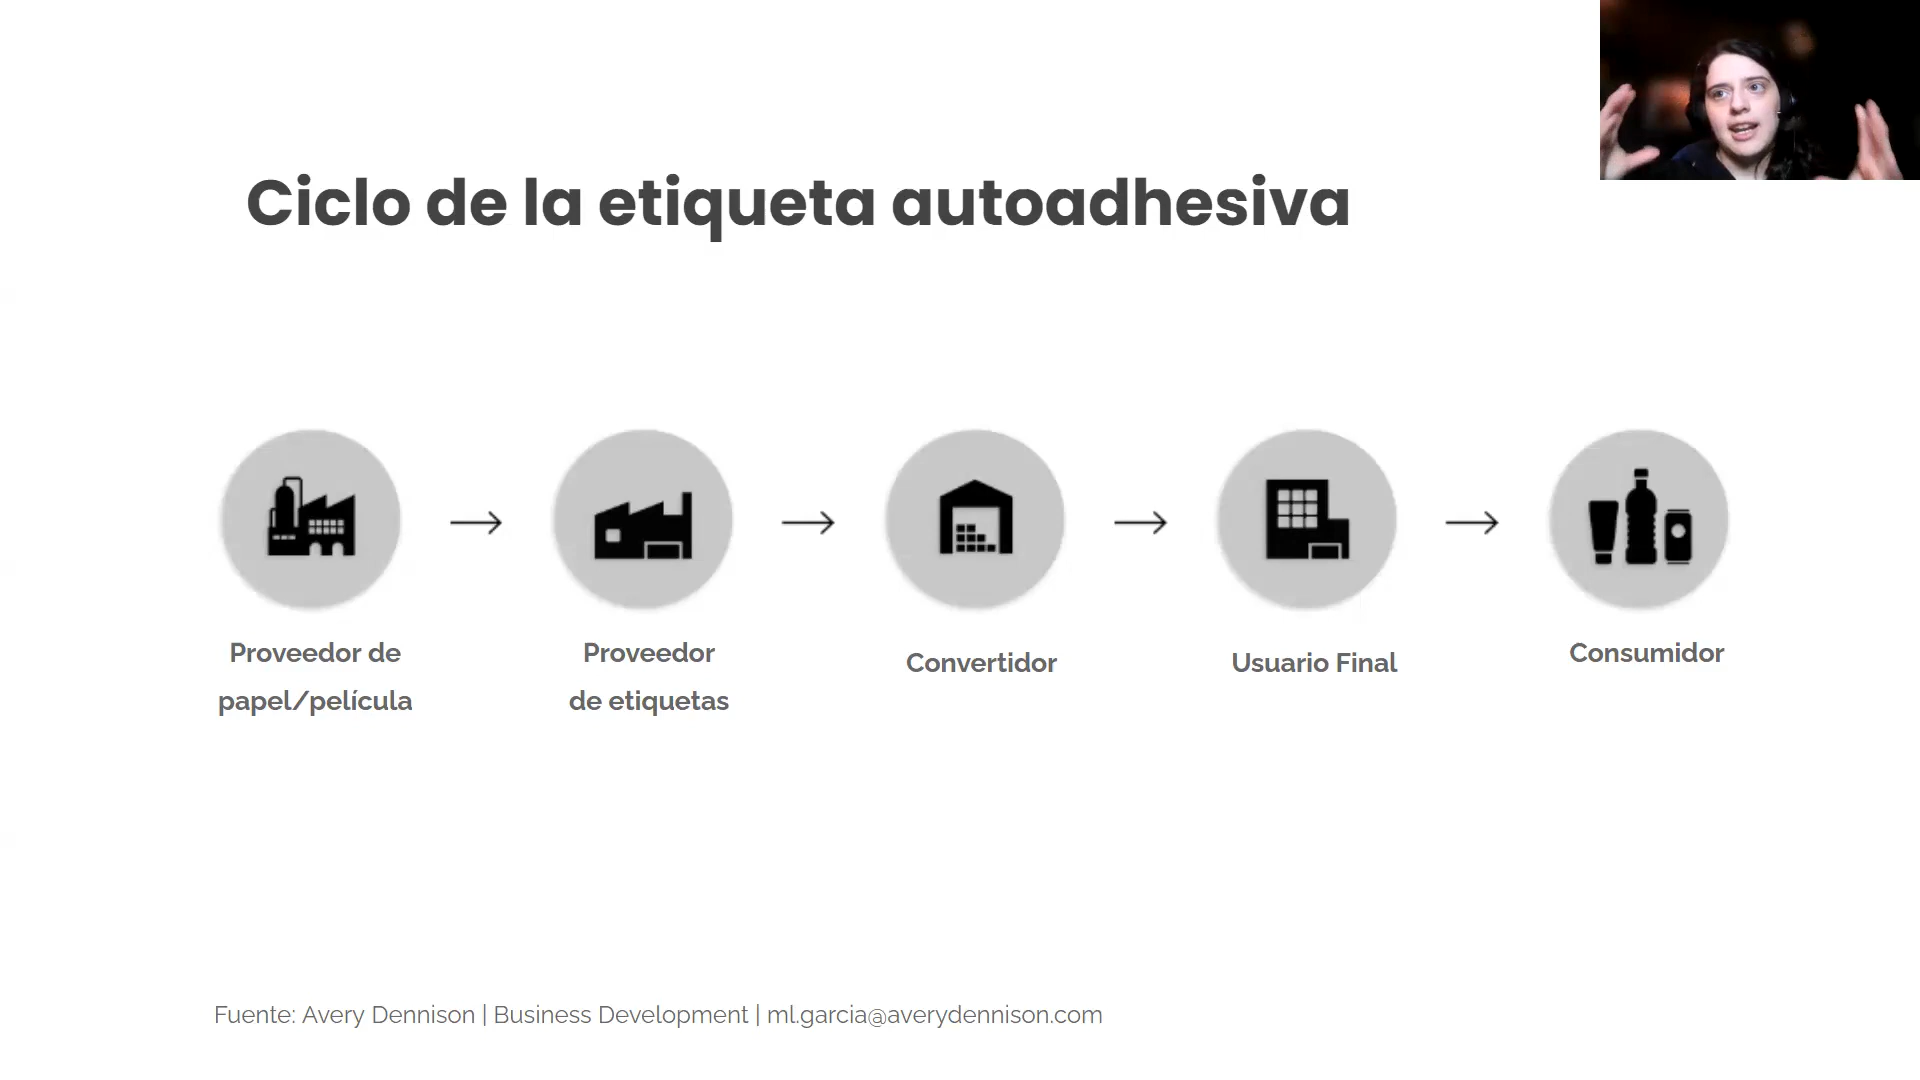 Ciclo de la etiqueta autoadhesiva
Proveedor de
papel/película
Proveedor
de etiquetas
Convertidor
Usuario Final
Consumidor
Fuente: Avery Dennison | Business Development | ml.garcia@averydennison.com